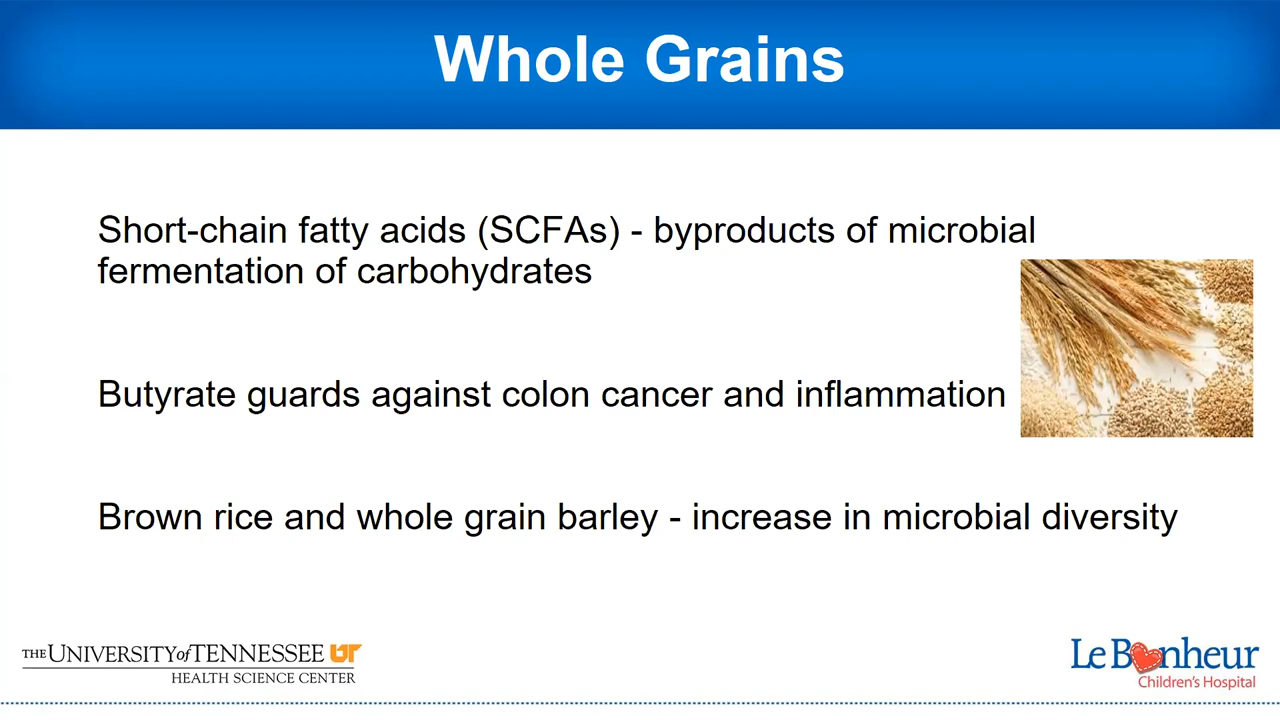 Whole Grains
Short-chain fatty acids (SCFAs) - byproducts of microbial
fermentation of carbohydrates
Butyrate guards against colon cancer and inflammation
Brown rice and whole grain barley - increase in microbial diversity
THE UNIVERSITY of TENNESSEE UT
HEALTH SCIENCE CENTER
Le Bonheur
Children's Hospital